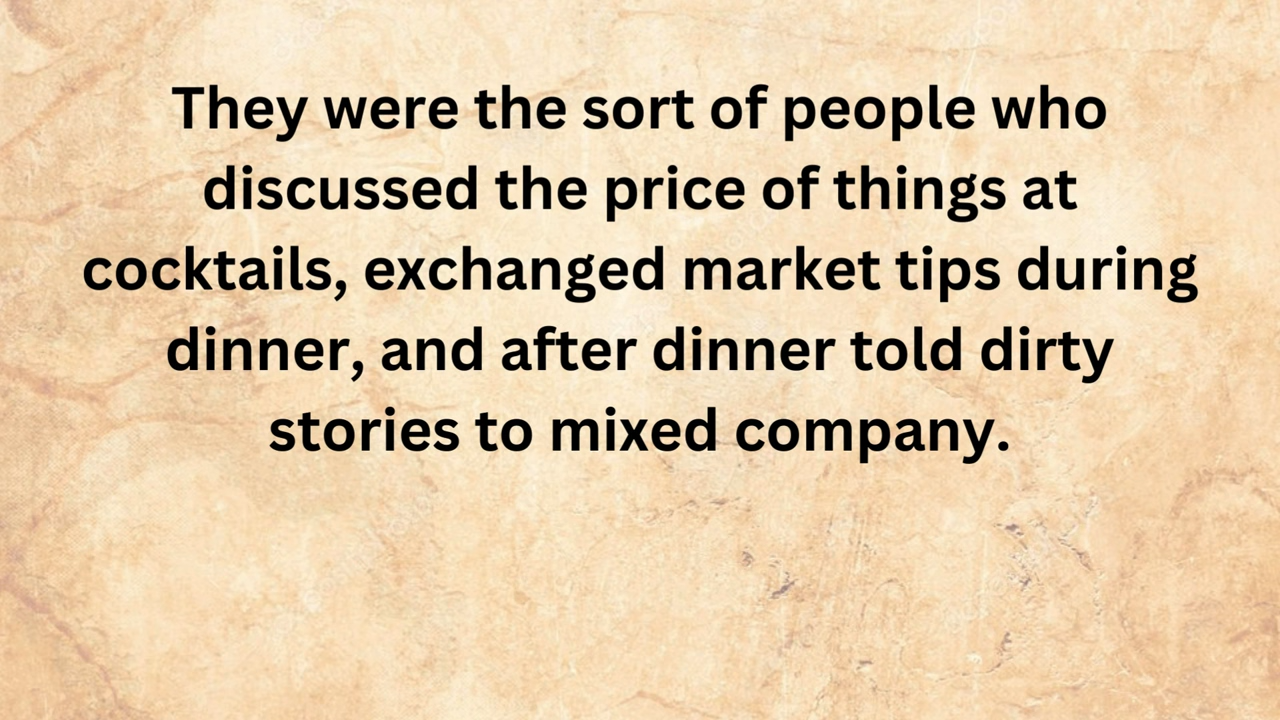 They were the sort of people who
discussed the price of things at
cocktails, exchanged market tips during
dinner, and after dinner told dirty
stories to mixed company.